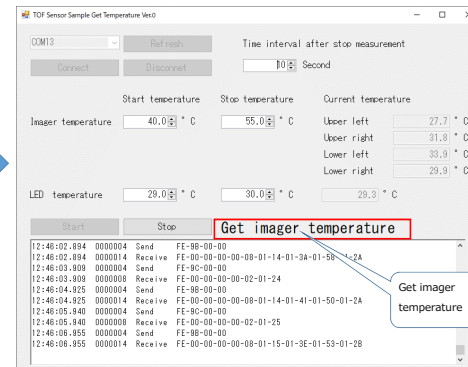 TOF Sensor Sample Get Temperature Ver.0
COM13 Refresh Time interval after stop measurement
Connect Disconnet 10 Second
Start temperature Stop temperature Current temperature
Imager temperature 40.0 ° C 55.0 ° C Upper left 27.7 ° C
Upper right 31.8 ° C
Lower left 33.9 ° C
Lower right 29.9 ° C
LED temperature 29.0 ° C 30.0 ° C 29.3 ° C
Start Stop Get imager temperature
12:46:02.894 0000004 Send FE-9B-00-00
12:46:02.894 0000014 Receive FE-00-00-00-00-08-01-14-01-3A-01-58-01-2A
12:46:03.909 0000004 Send FE-9C-00-00
12:46:03.909 0000008 Receive FE-00-00-00-00-02-01-24
12:46:04.925 0000004 Send FE-9B-00-00
12:46:04.925 0000014 Receive FE-00-00-00-00-08-01-14-01-41-01-50-01-2A
12:46:05.940 0000004 Send FE-9C-00-00
12:46:05.940 0000008 Receive FE-00-00-00-00-02-01-25
12:46:06.955 0000004 Send FE-9B-00-00
12:46:06.955 0000014 Receive FE-00-00-00-00-08-01-15-01-3E-01-53-01-2B
Get imager
temperature